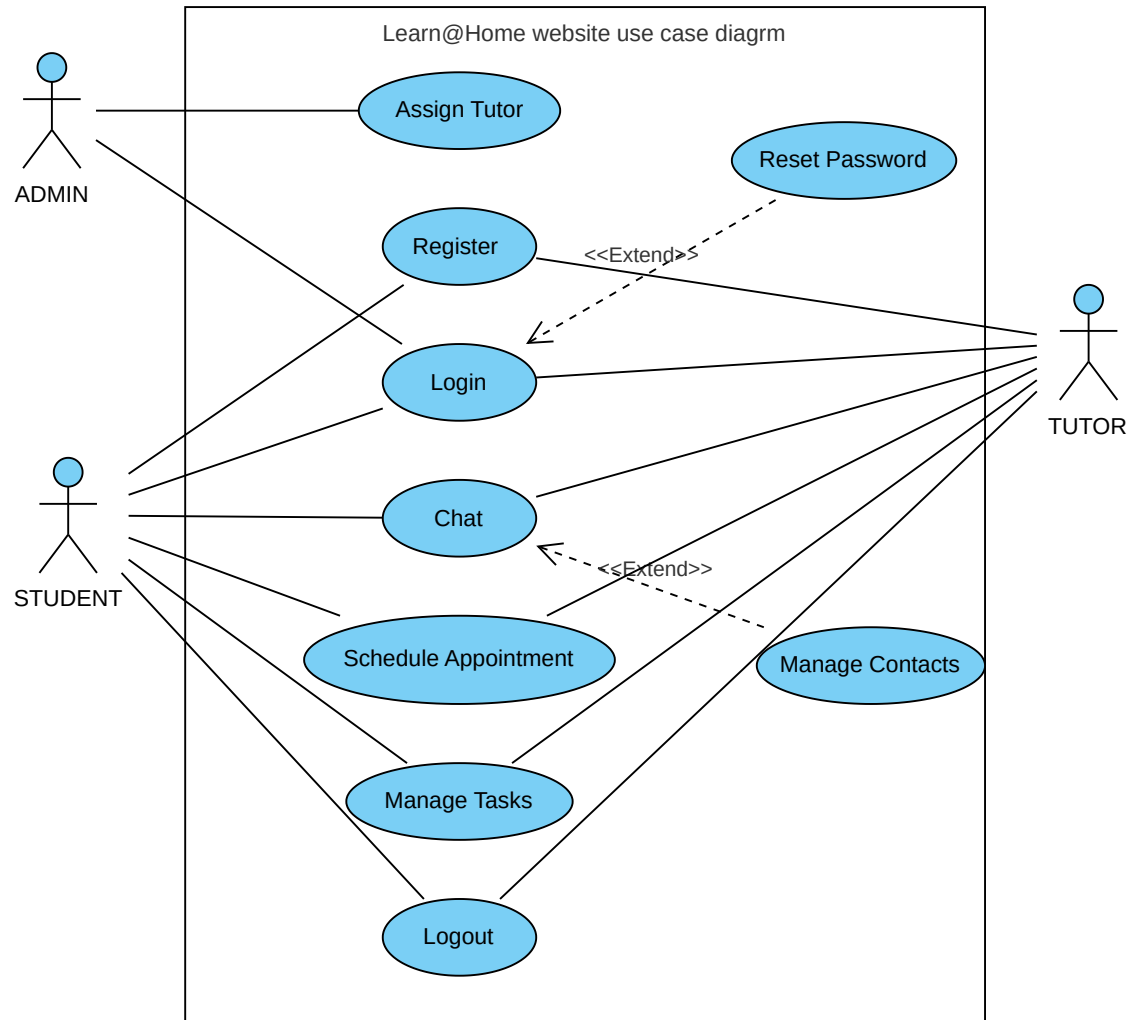 Learn@Home website use case diagrm
Assign Tutor
Reset Password
ADMIN
Register
<<Extend>>
Login
TUTOR
Chat
<<Extend>>
STUDENT
Schedule Appointment
Manage Contacts
Manage Tasks
Logout